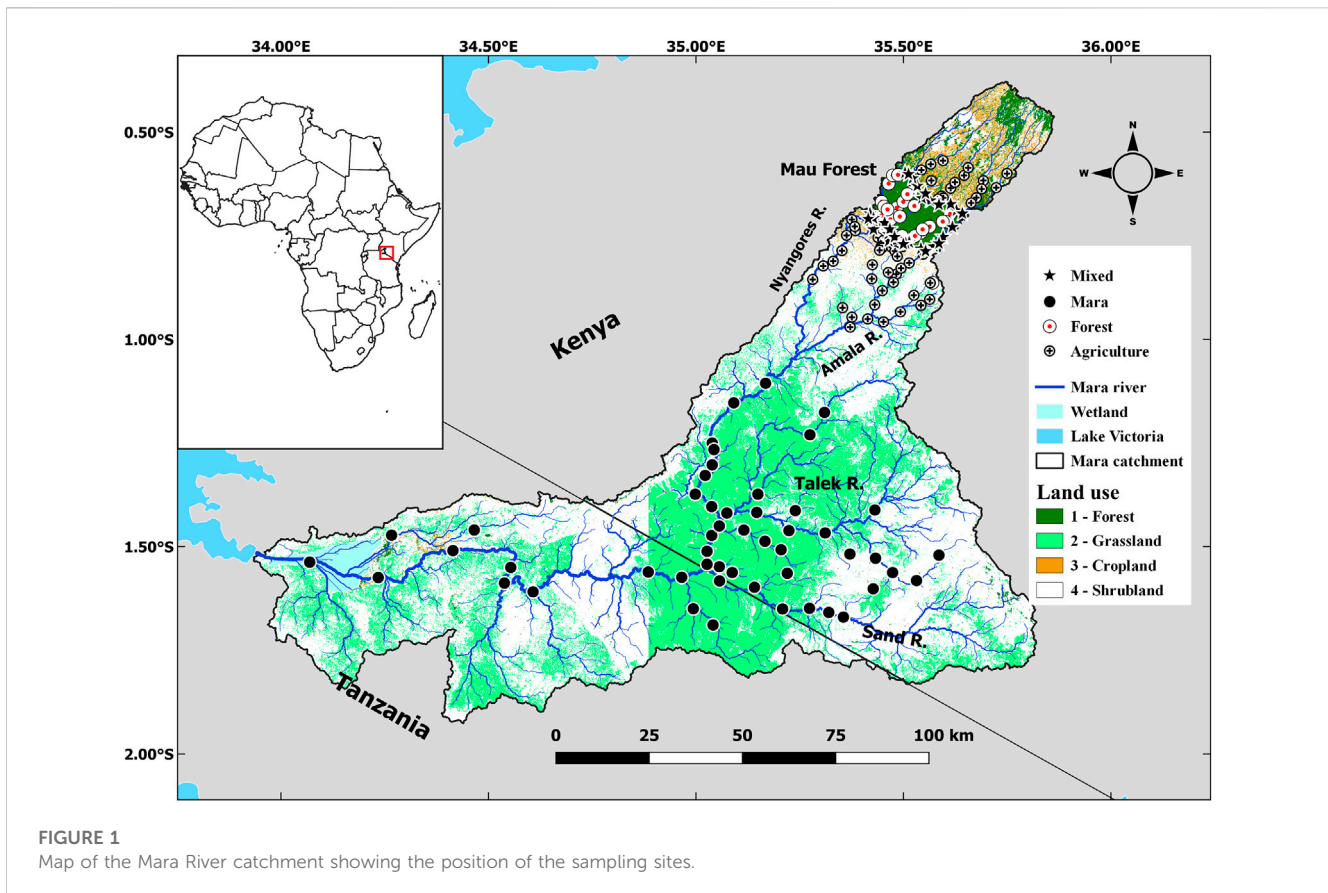 34.00°E 34.50°E 35.00°E 35.50°E 36.00°E
0.50°S
1.00°S
1.50°S
2.00°S
Mau Forest
Nyangores R.
Amala R.
Kenya
Talek R.
Sand R.
Tanzania
N
W E
S
Mixed
Mara
Forest
Agriculture
Mara river
Wetland
Lake Victoria
Mara catchment
Land use
1 - Forest
2 - Grassland
3 - Cropland
4 - Shrubland
0 25 50 75 100 km
FIGURE 1
Map of the Mara River catchment showing the position of the sampling sites.